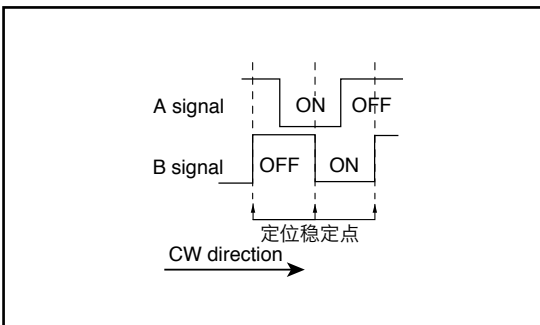 A signal ON OFF
B signal OFF ON
定位稳定点
CW direction